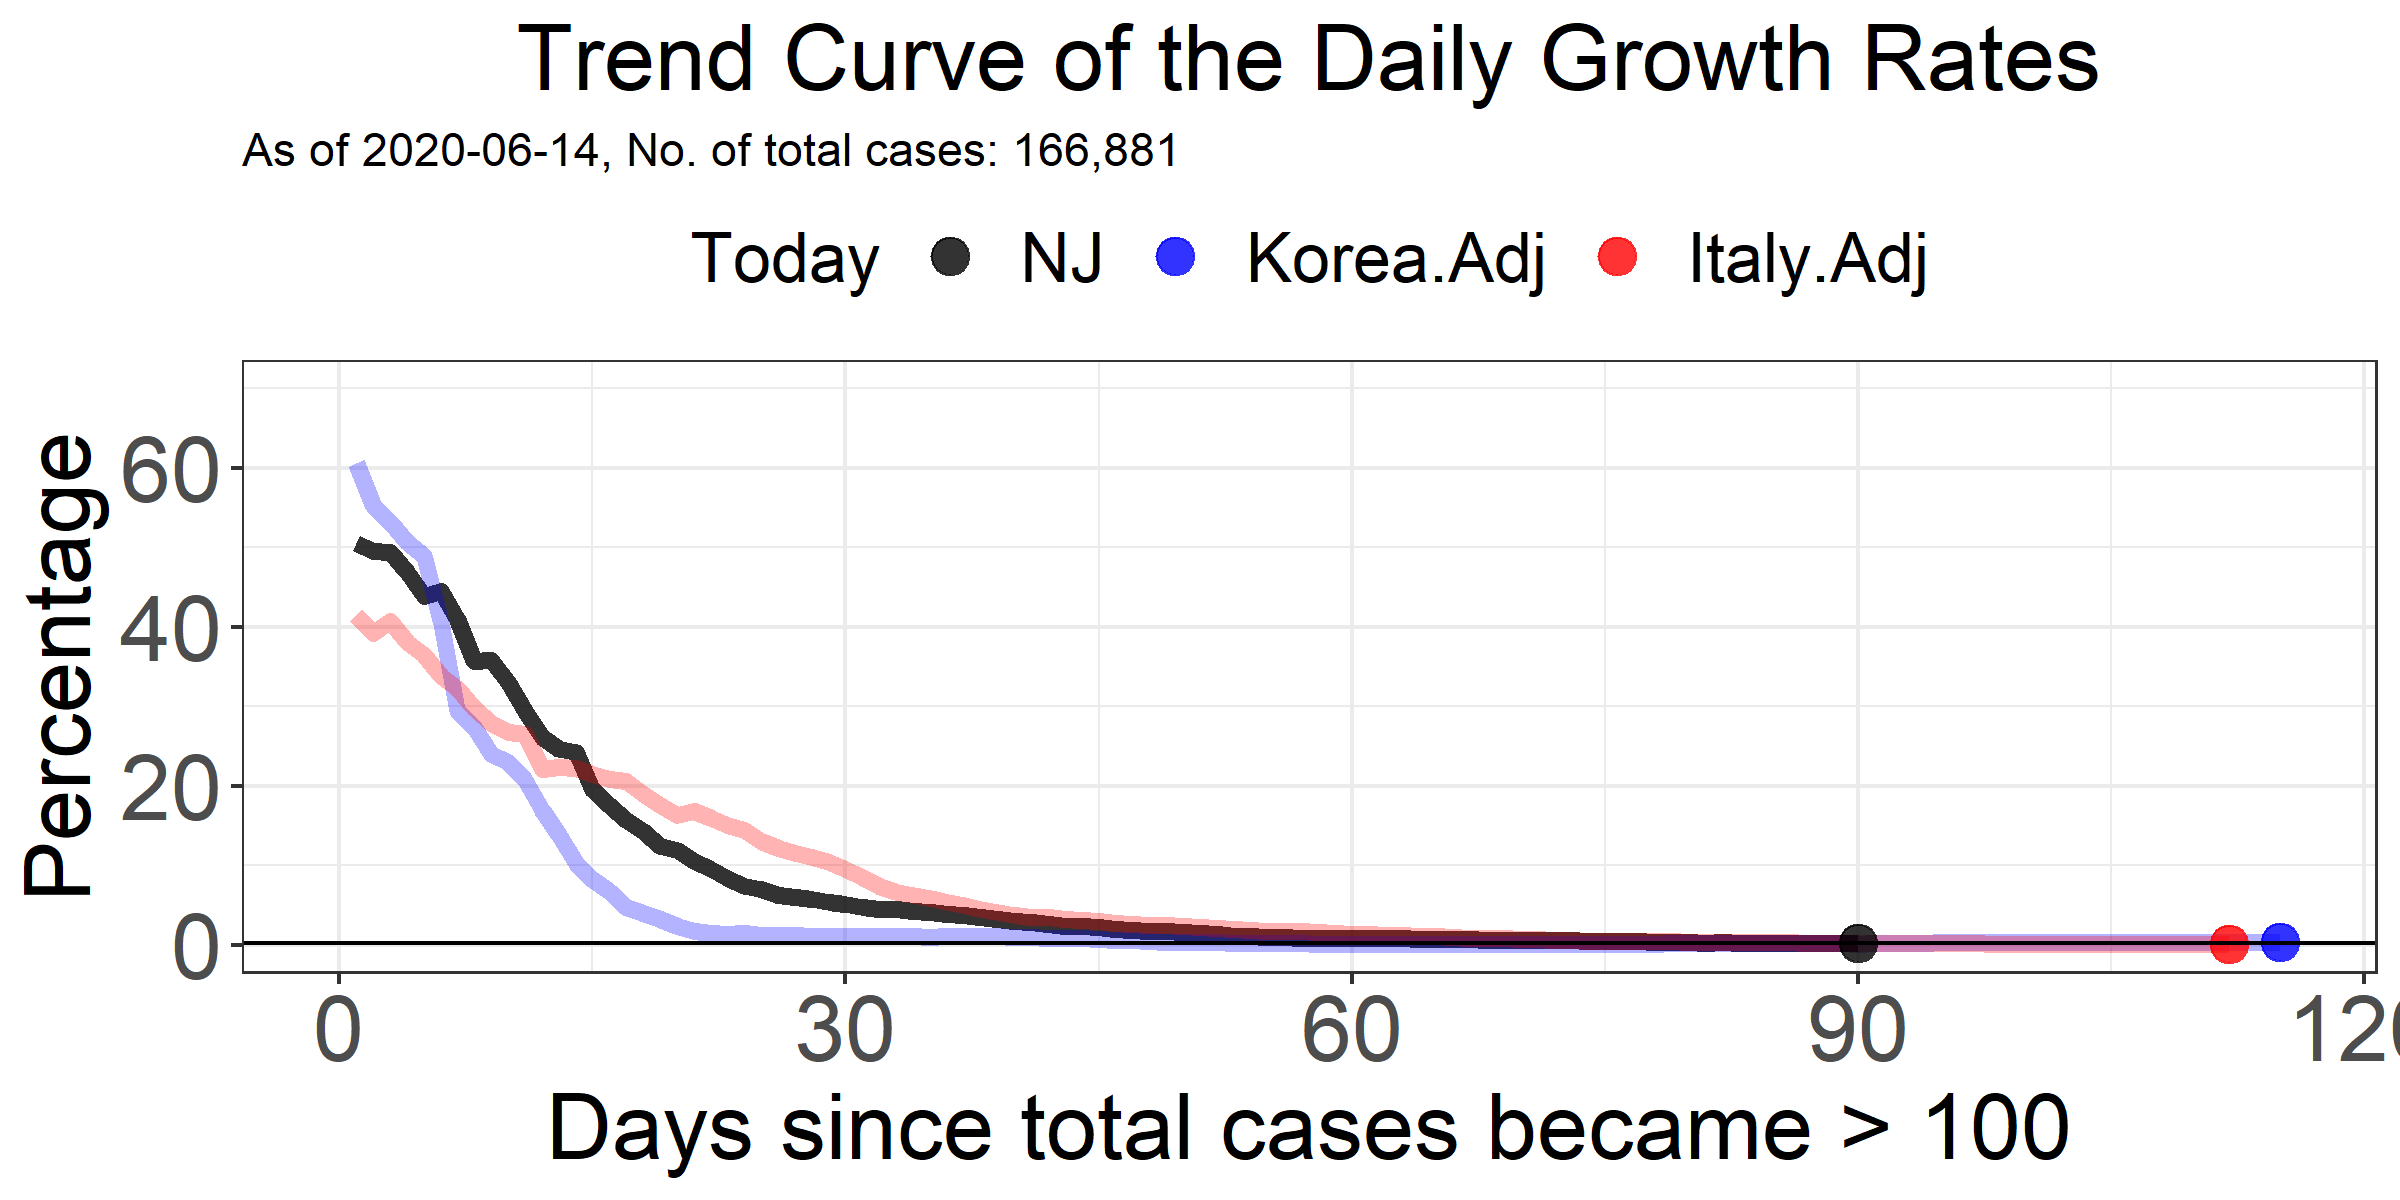 Trend Curve of the Daily Growth Rates
As of 2020-06-14, No. of total cases: 166,881
Today NJ Korea.Adj Italy.Adj
Percentage
60
40
20
0
0 30 60 90 120
Days since total cases became > 100